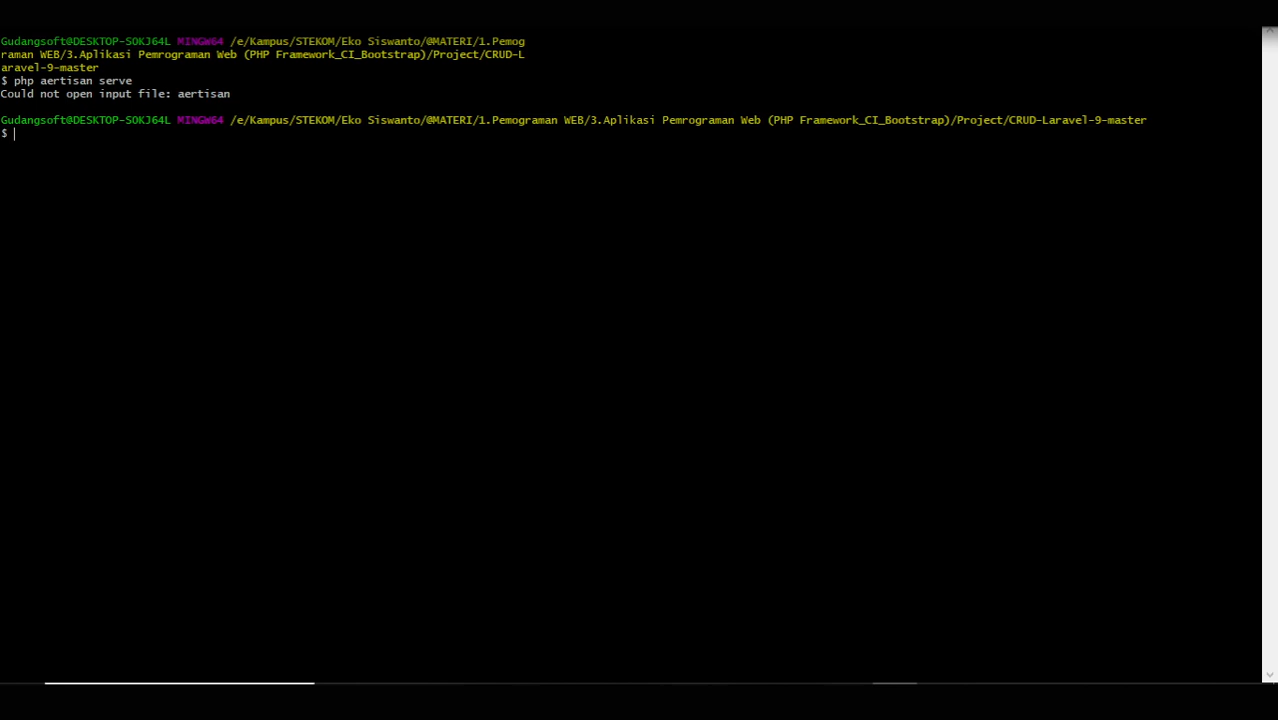 Gudangsoft@DESKTOP-SOKJ64L MINGW64 /e/Kampus/STEKOM/Eko Siswanto/@MATERI/1.Pemog
raman WEB/3.Aplikasi Pemrograman Web (PHP Framework_CI_Bootstrap)/Project/CRUD-L
aravel-9-master
$ php aertisan serve
Could not open input file: aertisan
Gudangsoft@DESKTOP-SOKJ64L MINGW64 /e/Kampus/STEKOM/Eko Siswanto/@MATERI/1.Pemograman WEB/3.Aplikasi Pemrograman Web (PHP Framework_CI_Bootstrap)/Project/CRUD-Laravel-9-master
$